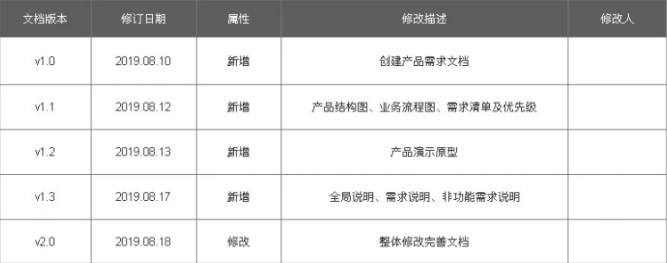 文档版本 修订日期 属性 修改描述 修改人
v1.0 2019.08.10 新增 创建产品需求文档
v1.1 2019.08.12 新增 产品结构图、业务流程图、需求清单及优先级
v1.2 2019.08.13 新增 产品演示原型
v1.3 2019.08.17 新增 全局说明、需求说明、非功能需求说明
v2.0 2019.08.18 修改 整体修改完善文档